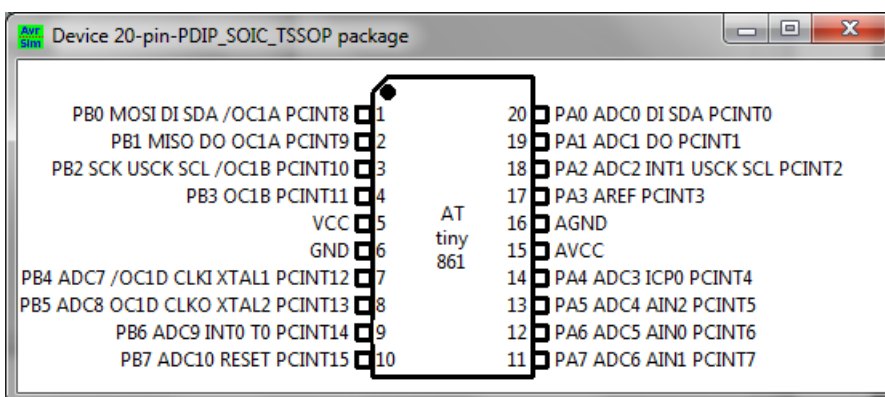 Avr Sim Device 20-pin-PDIP_SOIC_TSSOP package
PB0 MOSI DI SDA /OC1A PCINT8 1 20 PA0 ADC0 DI SDA PCINT0
PB1 MISO DO OC1A PCINT9 2 19 PA1 ADC1 DO PCINT1
PB2 SCK USCK SCL /OC1B PCINT10 3 18 PA2 ADC2 INT1 USCK SCL PCINT2
PB3 OC1B PCINT11 4 17 PA3 AREF PCINT3
VCC 5 AT 16 AGND
GND 6 tiny 15 AVCC
861
PB4 ADC7 /OC1D CLKI XTAL1 PCINT12 7 14 PA4 ADC3 ICP0 PCINT4
PB5 ADC8 OC1D CLKO XTAL2 PCINT13 8 13 PA5 ADC4 AIN2 PCINT5
PB6 ADC9 INT0 T0 PCINT14 9 12 PA6 ADC5 AIN0 PCINT6
PB7 ADC10 RESET PCINT15 10 11 PA7 ADC6 AIN1 PCINT7